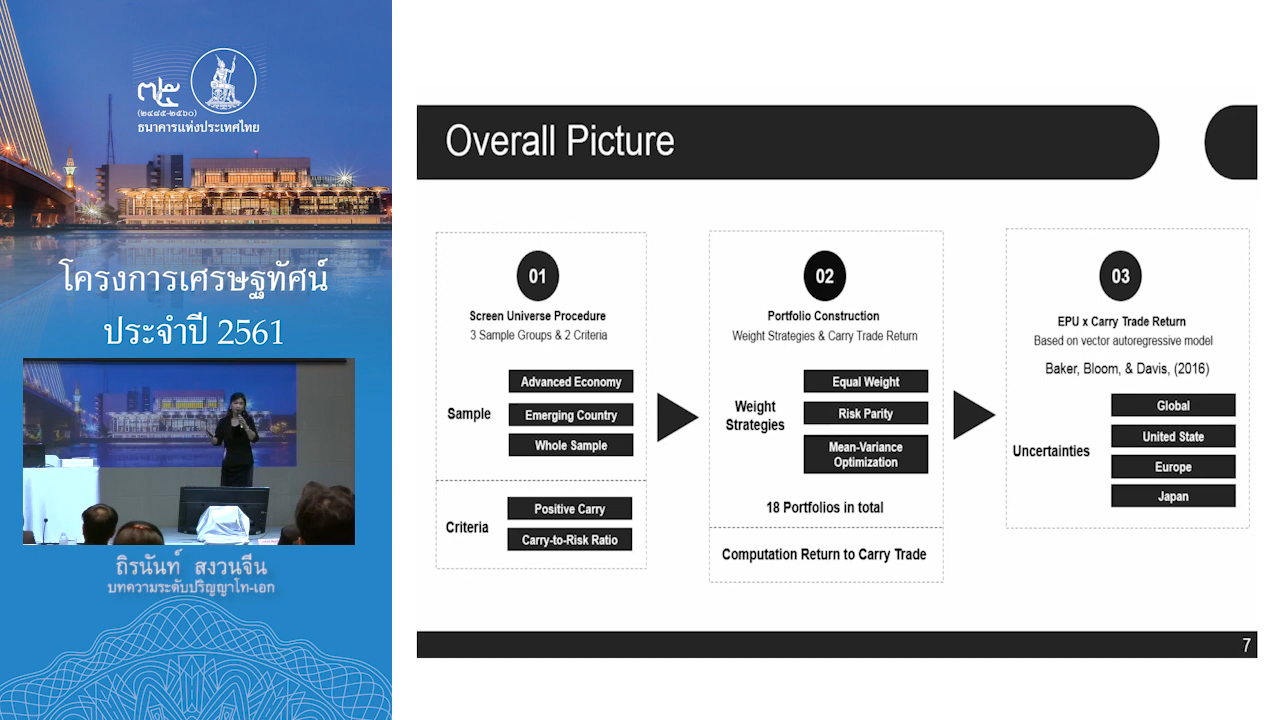 ๗๕
(๒๔๘๕-๒๕๖๐)
ธนาคารแห่งประเทศไทย
โครงการเศรษฐทัศน์
ประจำปี 2561
ถิรนันท์ สงวนจีน
บทความระดับปริญญาโท-เอก
Overall Picture
01
Screen Universe Procedure
3 Sample Groups & 2 Criteria
Sample
Advanced Economy
Emerging Country
Whole Sample
Criteria
Positive Carry
Carry-to-Risk Ratio
02
Portfolio Construction
Weight Strategies & Carry Trade Return
Weight
Strategies
Equal Weight
Risk Parity
Mean-Variance
Optimization
18 Portfolios in total
Computation Return to Carry Trade
03
EPU x Carry Trade Return
Based on vector autoregressive model
Baker, Bloom, & Davis, (2016)
Uncertainties
Global
United State
Europe
Japan
7